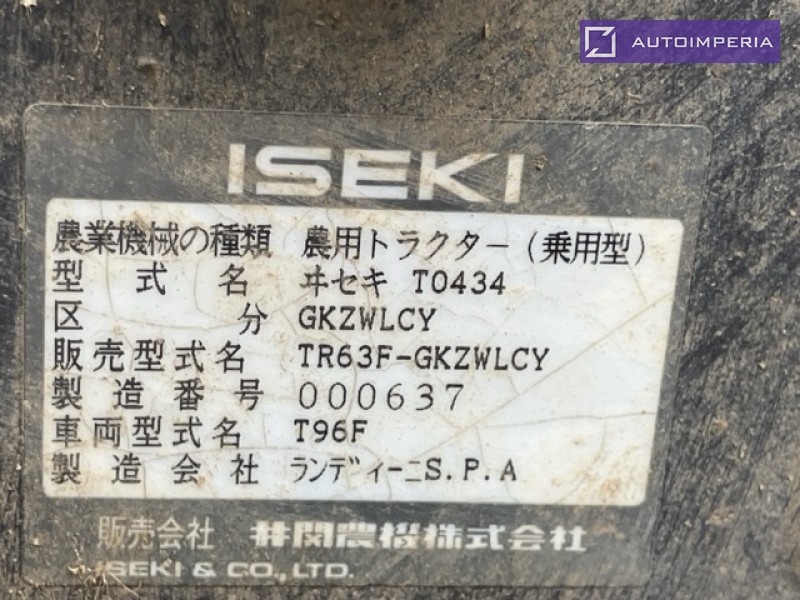 AUTOIMPERIA
ISEKI
農業機械の種類 農用トラクター(乗用型)
型式名 ヰセキ T0434
区分 GKZWLCY
販売型式名 TR63F-GKZWLCY
製造番号 000637
車両型式名 T96F
製造会社 ランディーニS.P.A
販売会社 井関農機株式会社
ISEKI & CO., LTD.